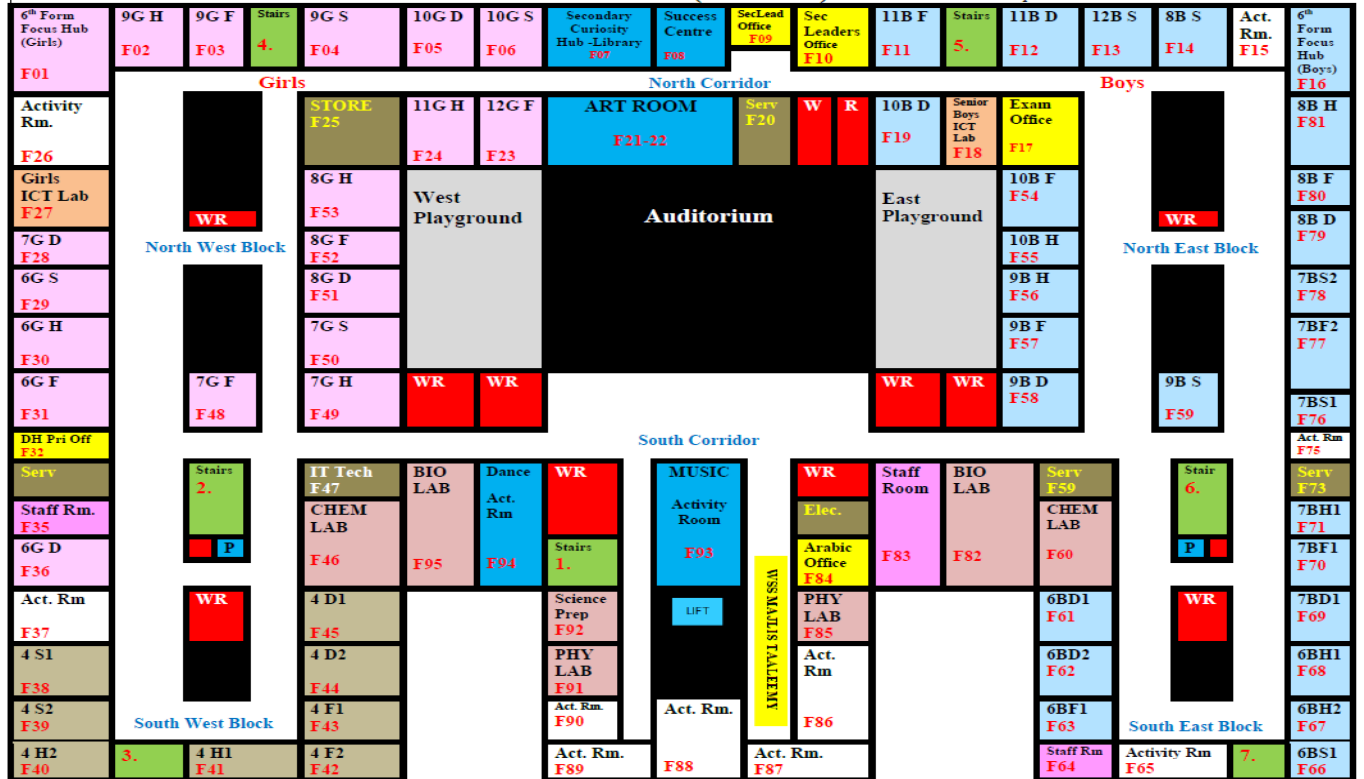 6th Form
Focus Hub
(Girls)
F01
9G H
F02
9G F
F03
Stairs
4.
9G S
F04
10G D
F05
10G S
F06
Secondary
Curiosity
Hub -Library
F07
Success
Centre
F08
SecLead
Office
F09
Sec
Leaders
Office
F10
11B F
F11
Stairs
5.
11B D
F12
12B S
F13
8B S
F14
Act.
Rm.
F15
6th
Form
Focus
Hub
(Boys)
F16
Girls
North Corridor
Boys
Activity
Rm.
F26
STORE
F25
11G H
F24
12G F
F23
ART ROOM
F21-22
Serv
F20
W
R
10B D
F19
Senior
Boys
ICT
Lab
F18
Exam
Office
F17
8B H
F81
Girls
ICT Lab
F27
WR
8G H
F53
West
Playground
Auditorium
East
Playground
10B F
F54
WR
8B F
F80
8B D
F79
7G D
F28
North West Block
8G F
F52
10B H
F55
North East Block
6G S
F29
8G D
F51
9B H
F56
7BS2
F78
6G H
F30
7G S
F50
9B F
F57
7BF2
F77
6G F
F31
7G F
F48
7G H
F49
WR
WR
WR
WR
9B D
F58
9B S
F59
7BS1
F76
DH Pri Off
F32
South Corridor
Act. Rm
F75
Serv
Stairs
2.
IT Tech
F47
BIO
LAB
F95
Dance
Act.
Rm
F94
WR
MUSIC
Activity
Room
F93
WR
Staff
Room
F83
BIO
LAB
F82
Serv
F59
Stair
6.
Serv
F73
Staff Rm.
F35
CHEM
LAB
F46
Elec.
CHEM
LAB
F60
7BH1
F71
6G D
F36
P
Stairs
1.
Arabic
Office
F84
P
7BF1
F70
WSS MAJLIS TAALEEMY
Act. Rm
F37
WR
4 D1
F45
Science
Prep
F92
LIFT
PHY
LAB
F85
6BD1
F61
WR
7BD1
F69
4 S1
F38
4 D2
F44
PHY
LAB
F91
Act.
Rm
F86
6BD2
F62
6BH1
F68
4 S2
F39
South West Block
4 F1
F43
Act. Rm.
F90
Act. Rm.
F88
6BF1
F63
South East Block
6BH2
F67
4 H2
F40
3.
4 H1
F41
4 F2
F42
Act. Rm.
F89
Act. Rm.
F87
Staff Rm
F64
Activity Rm
F65
7.
6BS1
F66